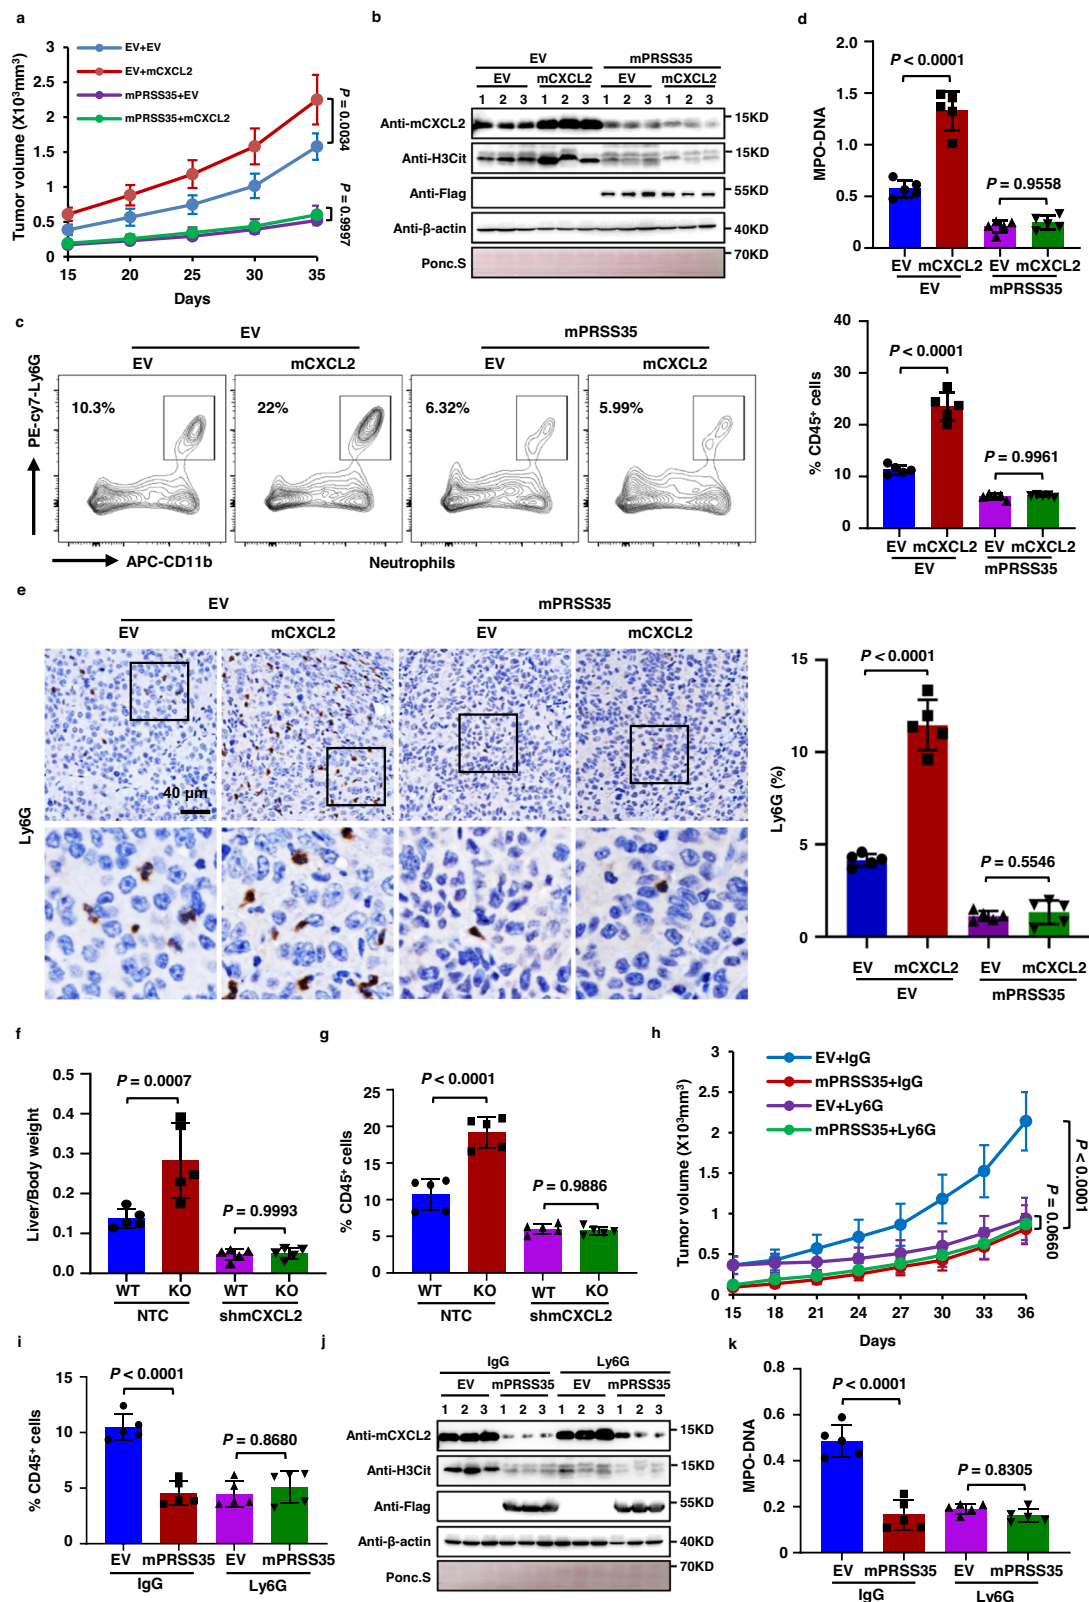 a
Tumor volume (X10³mm³)
3
2.5
2
1.5
1
0.5
0
15 20 25 30 35
Days
EV+EV
EV+mCXCL2
mPRSS35+EV
mPRSS35+mCXCL2
P = 0.0034
P = 0.9997
b
EV mPRSS35
EV mCXCL2 EV mCXCL2
1 2 3 1 2 3 1 2 3 1 2 3
Anti-mCXCL2 15KD
Anti-H3Cit 15KD
Anti-Flag 55KD
Anti-β-actin 40KD
Ponc.S 70KD
d
MPO-DNA
2.0
1.5
1.0
0.5
0
P < 0.0001
P = 0.9558
EV mCXCL2 EV mCXCL2
EV mPRSS35
c
EV mPRSS35
EV mCXCL2 EV mCXCL2
PE-cy7-Ly6G
10.3% 22% 6.32% 5.99%
APC-CD11b Neutrophils
% CD45⁺ cells
40
30
20
10
0
P < 0.0001
P = 0.9961
EV mCXCL2 EV mCXCL2
EV mPRSS35
e
EV mPRSS35
EV mCXCL2 EV mCXCL2
Ly6G
40 µm
Ly6G (%)
15
10
5
0
P < 0.0001
P = 0.5546
EV mCXCL2 EV mCXCL2
EV mPRSS35
f
Liver/Body weight
0.5
0.4
0.3
0.2
0.1
0.0
P = 0.0007
P = 0.9993
WT KO WT KO
NTC shmCXCL2
g
% CD45⁺ cells
25
20
15
10
5
0
P < 0.0001
P = 0.9886
WT KO WT KO
NTC shmCXCL2
h
Tumor volume (X10³mm³)
3
2.5
2
1.5
1
0.5
0
15 18 21 24 27 30 33 36
Days
EV+IgG
mPRSS35+IgG
EV+Ly6G
mPRSS35+Ly6G
P < 0.0001
P = 0.0660
i
% CD45⁺ cells
15
10
5
0
P < 0.0001
P = 0.8680
EV mPRSS35 EV mPRSS35
IgG Ly6G
j
IgG Ly6G
EV mPRSS35 EV mPRSS35
1 2 3 1 2 3 1 2 3 1 2 3
Anti-mCXCL2 15KD
Anti-H3Cit 15KD
Anti-Flag 55KD
Anti-β-actin 40KD
Ponc.S 70KD
k
MPO-DNA
0.8
0.6
0.4
0.2
0
P < 0.0001
P = 0.8305
EV mPRSS35 EV mPRSS35
IgG Ly6G